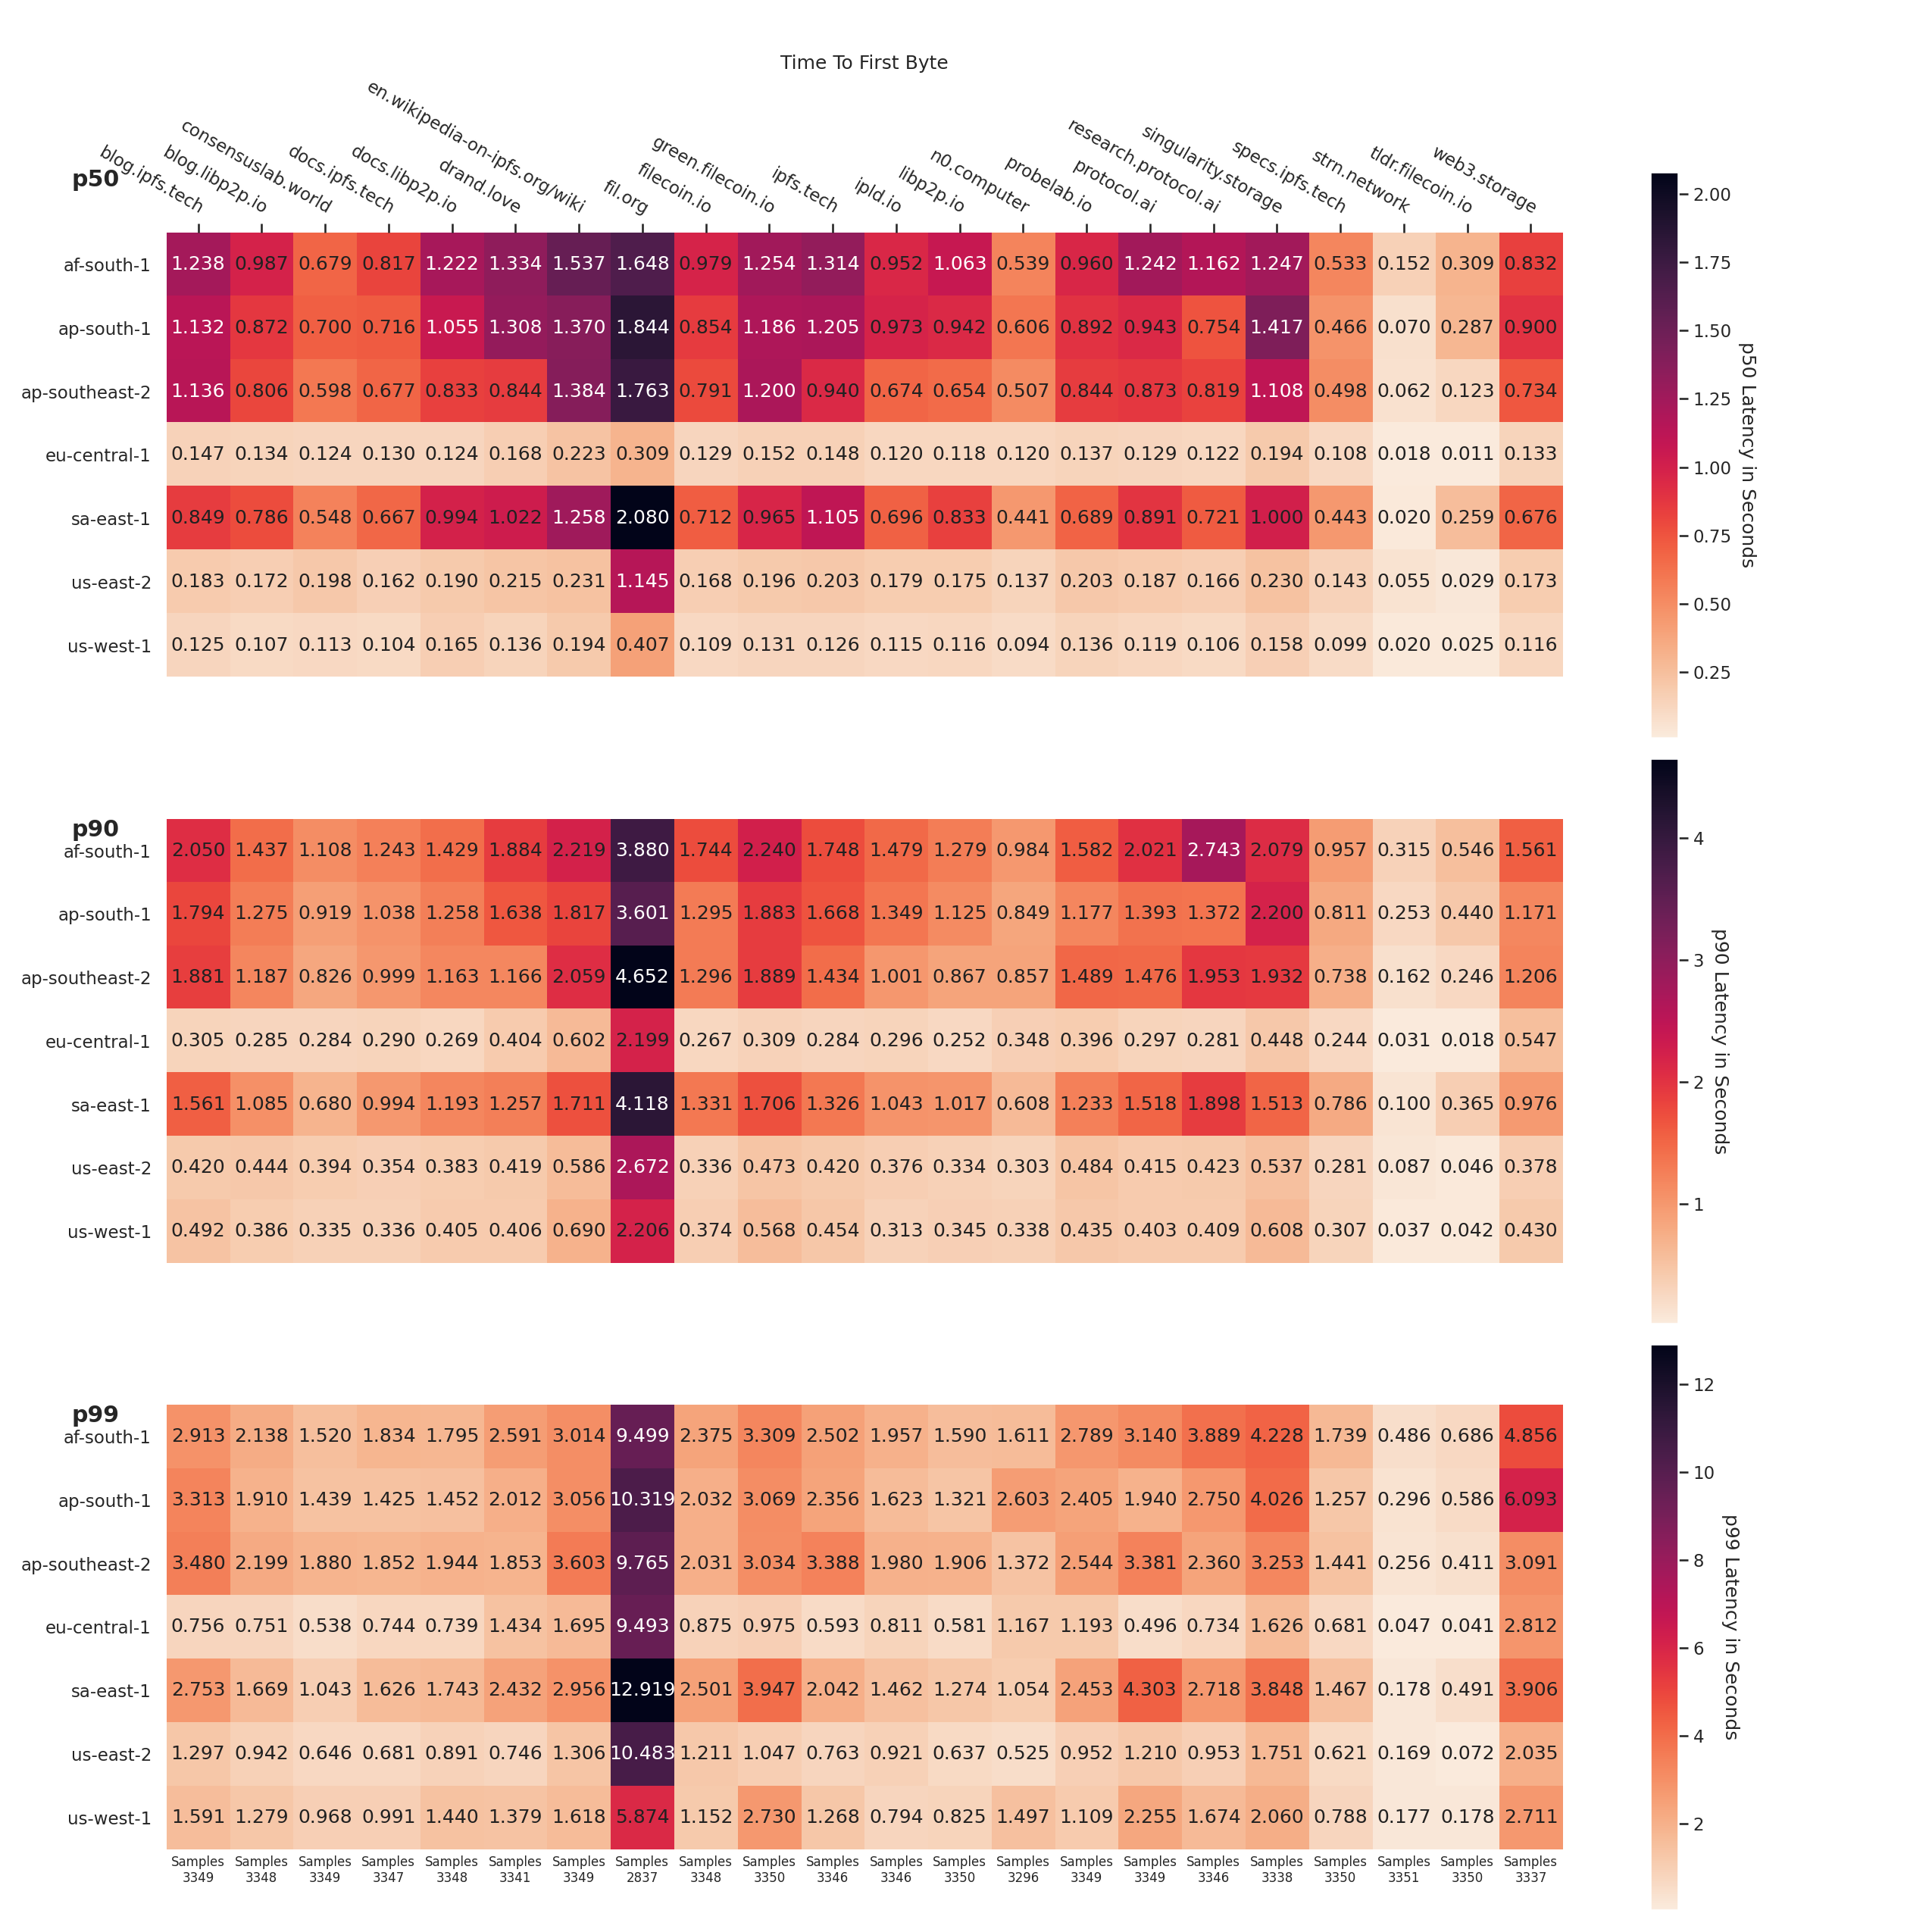 Time To First Byte
p50
blog.ipfs.tech
blog.libp2p.io
consensuslab.world
docs.ipfs.tech
docs.libp2p.io
drand.love
en.wikipedia-on-ipfs.org/wiki
fil.org
filecoin.io
green.filecoin.io
ipfs.tech
ipld.io
libp2p.io
n0.computer
probelab.io
protocol.ai
research.protocol.ai
singularity.storage
specs.ipfs.tech
strn.network
tldr.filecoin.io
web3.storage
af-south-1 1.238 0.987 0.679 0.817 1.222 1.334 1.537 1.648 0.979 1.254 1.314 0.952 1.063 0.539 0.960 1.242 1.162 1.247 0.533 0.152 0.309 0.832
ap-south-1 1.132 0.872 0.700 0.716 1.055 1.308 1.370 1.844 0.854 1.186 1.205 0.973 0.942 0.606 0.892 0.943 0.754 1.417 0.466 0.070 0.287 0.900
ap-southeast-2 1.136 0.806 0.598 0.677 0.833 0.844 1.384 1.763 0.791 1.200 0.940 0.674 0.654 0.507 0.844 0.873 0.819 1.108 0.498 0.062 0.123 0.734
eu-central-1 0.147 0.134 0.124 0.130 0.124 0.168 0.223 0.309 0.129 0.152 0.148 0.120 0.118 0.120 0.137 0.129 0.122 0.194 0.108 0.018 0.011 0.133
sa-east-1 0.849 0.786 0.548 0.667 0.994 1.022 1.258 2.080 0.712 0.965 1.105 0.696 0.833 0.441 0.689 0.891 0.721 1.000 0.443 0.020 0.259 0.676
us-east-2 0.183 0.172 0.198 0.162 0.190 0.215 0.231 1.145 0.168 0.196 0.203 0.179 0.175 0.137 0.203 0.187 0.166 0.230 0.143 0.055 0.029 0.173
us-west-1 0.125 0.107 0.113 0.104 0.165 0.136 0.194 0.407 0.109 0.131 0.126 0.115 0.116 0.094 0.136 0.119 0.106 0.158 0.099 0.020 0.025 0.116
2.00
1.75
1.50
1.25
1.00
0.75
0.50
0.25
p50 Latency in Seconds
p90
af-south-1 2.050 1.437 1.108 1.243 1.429 1.884 2.219 3.880 1.744 2.240 1.748 1.479 1.279 0.984 1.582 2.021 2.743 2.079 0.957 0.315 0.546 1.561
ap-south-1 1.794 1.275 0.919 1.038 1.258 1.638 1.817 3.601 1.295 1.883 1.668 1.349 1.125 0.849 1.177 1.393 1.372 2.200 0.811 0.253 0.440 1.171
ap-southeast-2 1.881 1.187 0.826 0.999 1.163 1.166 2.059 4.652 1.296 1.889 1.434 1.001 0.867 0.857 1.489 1.476 1.953 1.932 0.738 0.162 0.246 1.206
eu-central-1 0.305 0.285 0.284 0.290 0.269 0.404 0.602 2.199 0.267 0.309 0.284 0.296 0.252 0.348 0.396 0.297 0.281 0.448 0.244 0.031 0.018 0.547
sa-east-1 1.561 1.085 0.680 0.994 1.193 1.257 1.711 4.118 1.331 1.706 1.326 1.043 1.017 0.608 1.233 1.518 1.898 1.513 0.786 0.100 0.365 0.976
us-east-2 0.420 0.444 0.394 0.354 0.383 0.419 0.586 2.672 0.336 0.473 0.420 0.376 0.334 0.303 0.484 0.415 0.423 0.537 0.281 0.087 0.046 0.378
us-west-1 0.492 0.386 0.335 0.336 0.405 0.406 0.690 2.206 0.374 0.568 0.454 0.313 0.345 0.338 0.435 0.403 0.409 0.608 0.307 0.037 0.042 0.430
4
3
2
1
p90 Latency in Seconds
p99
af-south-1 2.913 2.138 1.520 1.834 1.795 2.591 3.014 9.499 2.375 3.309 2.502 1.957 1.590 1.611 2.789 3.140 3.889 4.228 1.739 0.486 0.686 4.856
ap-south-1 3.313 1.910 1.439 1.425 1.452 2.012 3.056 10.319 2.032 3.069 2.356 1.623 1.321 2.603 2.405 1.940 2.750 4.026 1.257 0.296 0.586 6.093
ap-southeast-2 3.480 2.199 1.880 1.852 1.944 1.853 3.603 9.765 2.031 3.034 3.388 1.980 1.906 1.372 2.544 3.381 2.360 3.253 1.441 0.256 0.411 3.091
eu-central-1 0.756 0.751 0.538 0.744 0.739 1.434 1.695 9.493 0.875 0.975 0.593 0.811 0.581 1.167 1.193 0.496 0.734 1.626 0.681 0.047 0.041 2.812
sa-east-1 2.753 1.669 1.043 1.626 1.743 2.432 2.956 12.919 2.501 3.947 2.042 1.462 1.274 1.054 2.453 4.303 2.718 3.848 1.467 0.178 0.491 3.906
us-east-2 1.297 0.942 0.646 0.681 0.891 0.746 1.306 10.483 1.211 1.047 0.763 0.921 0.637 0.525 0.952 1.210 0.953 1.751 0.621 0.169 0.072 2.035
us-west-1 1.591 1.279 0.968 0.991 1.440 1.379 1.618 5.874 1.152 2.730 1.268 0.794 0.825 1.497 1.109 2.255 1.674 2.060 0.788 0.177 0.178 2.711
Samples Samples Samples Samples Samples Samples Samples Samples Samples Samples Samples Samples Samples Samples Samples Samples Samples Samples Samples Samples Samples Samples
3349 3348 3349 3347 3348 3341 3349 2837 3348 3350 3346 3346 3350 3296 3349 3349 3346 3338 3350 3351 3350 3337
12
10
8
6
4
2
p99 Latency in Seconds